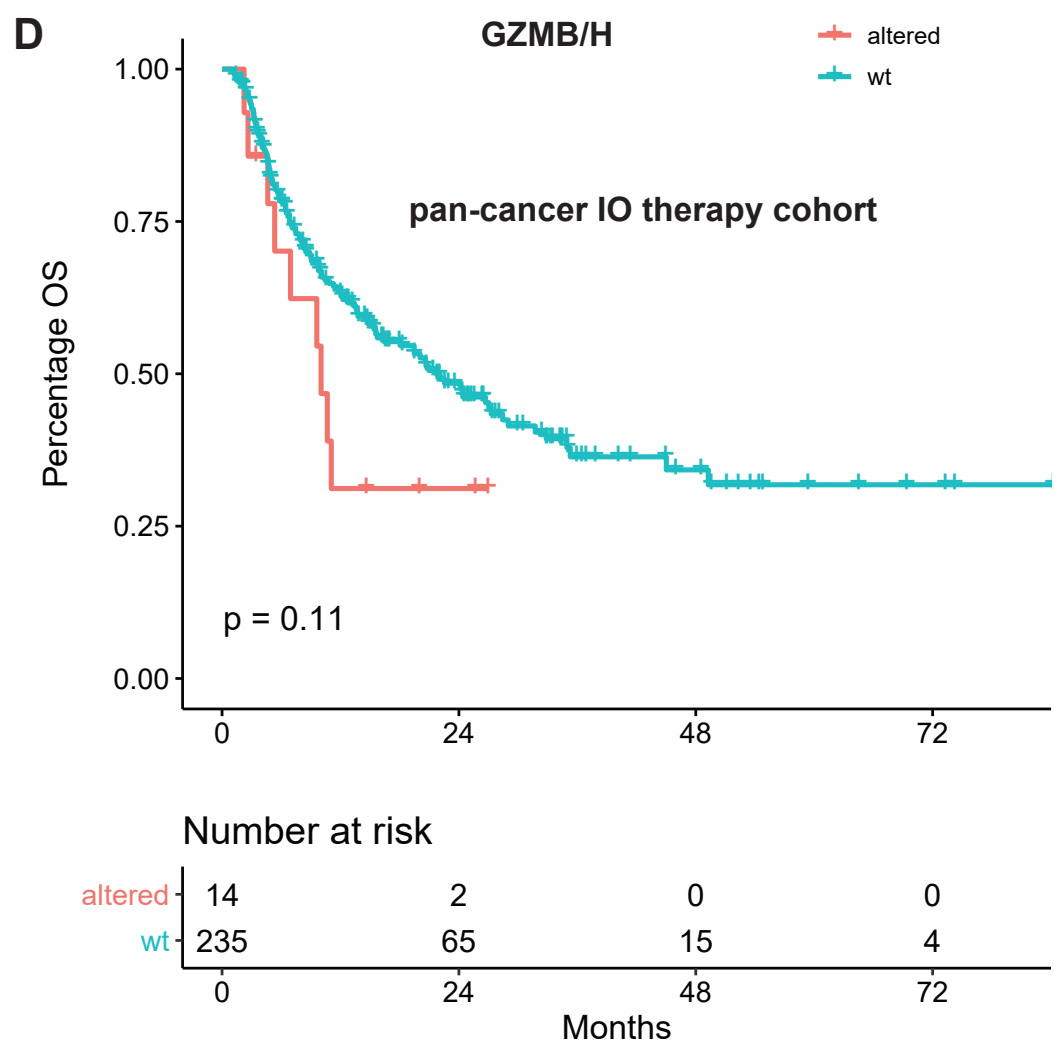 D
GZMB/H
altered
wt
1.00
0.75
0.50
0.25
0.00
Percentage OS
pan-cancer IO therapy cohort
p = 0.11
0 24 48 72
Number at risk
altered 14 2 0 0
wt 235 65 15 4
0 24 48 72
Months